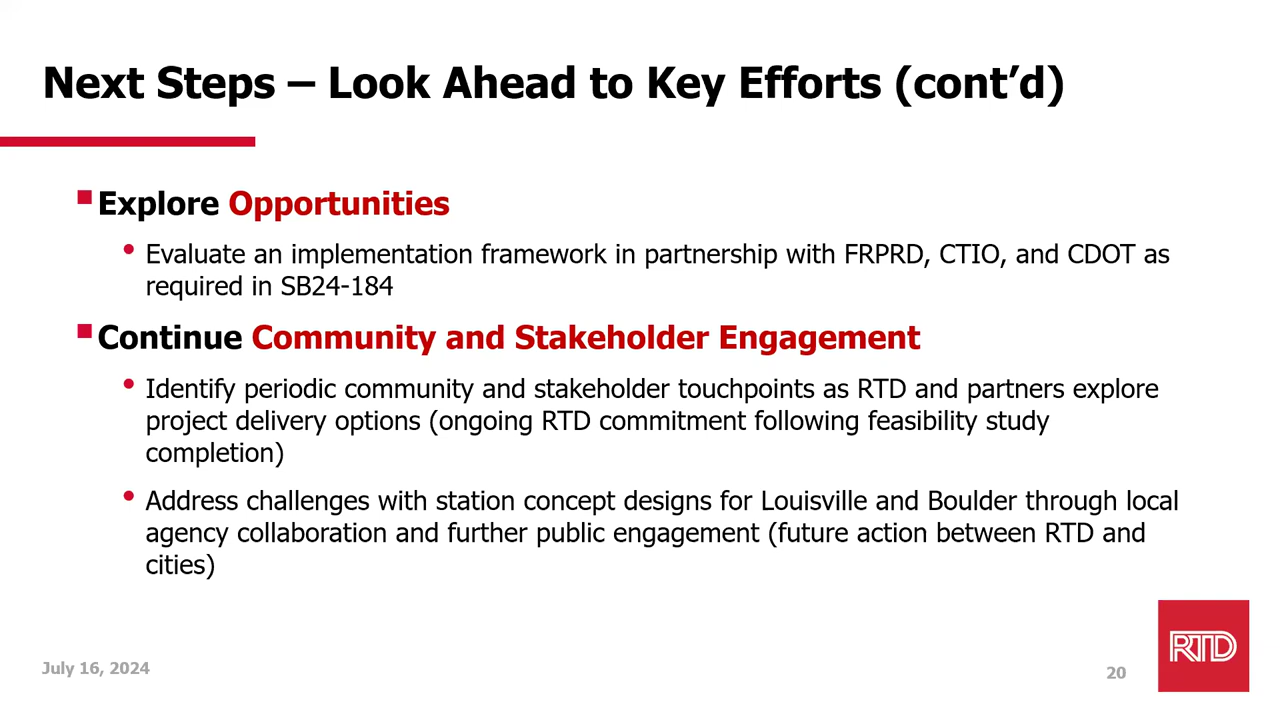 Next Steps – Look Ahead to Key Efforts (cont’d)
Explore Opportunities
Evaluate an implementation framework in partnership with FRPRD, CTIO, and CDOT as
required in SB24-184
Continue Community and Stakeholder Engagement
Identify periodic community and stakeholder touchpoints as RTD and partners explore
project delivery options (ongoing RTD commitment following feasibility study
completion)
Address challenges with station concept designs for Louisville and Boulder through local
agency collaboration and further public engagement (future action between RTD and
cities)
July 16, 2024
20
RTD